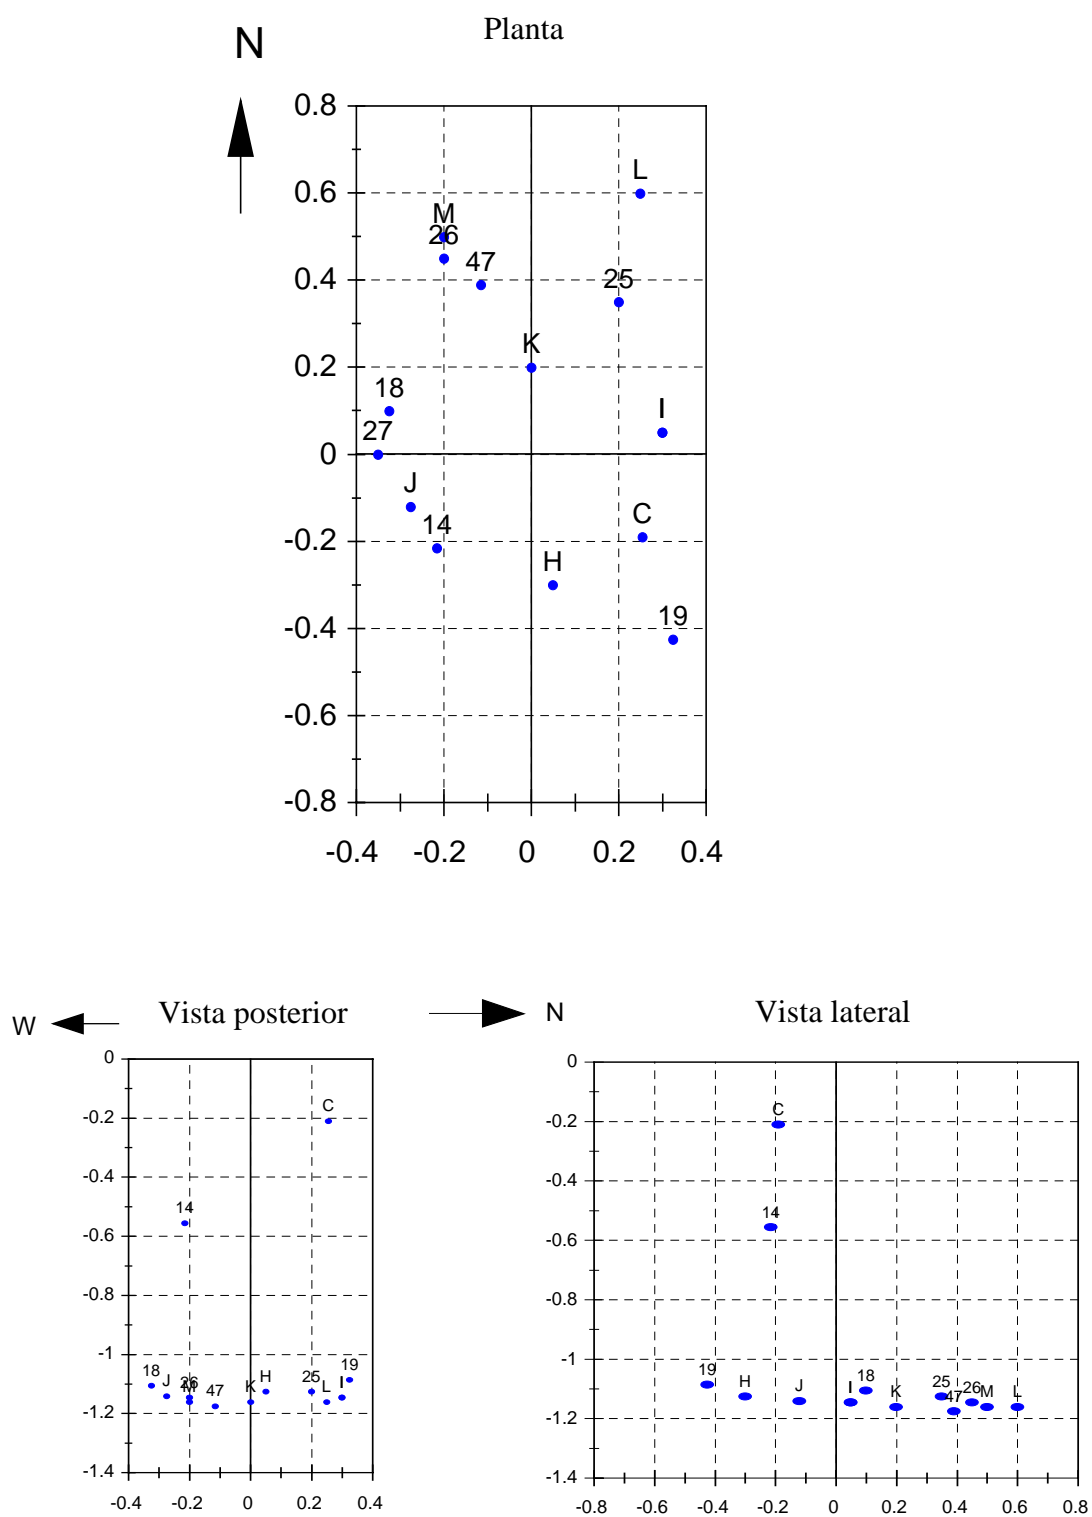 Planta
N
0.8
L
0.6
M
26
47
25
0.4
K
0.2
18
I
27
0
J
C
14
-0.2
H
19
-0.4
-0.6
-0.8
-0.4 -0.2 0 0.2 0.4
W Vista posterior
0
C
-0.2
-0.4
14
-0.6
-0.8
-1
18 J 26 M 47 K H 25 L I 19
-1.2
-1.4
-0.4 -0.2 0 0.2 0.4
N Vista lateral
0
C
-0.2
-0.4
14
-0.6
-0.8
-1
19 H J I 18 K 25 47 26 M L
-1.2
-1.4
-0.8 -0.6 -0.4 -0.2 0 0.2 0.4 0.6 0.8